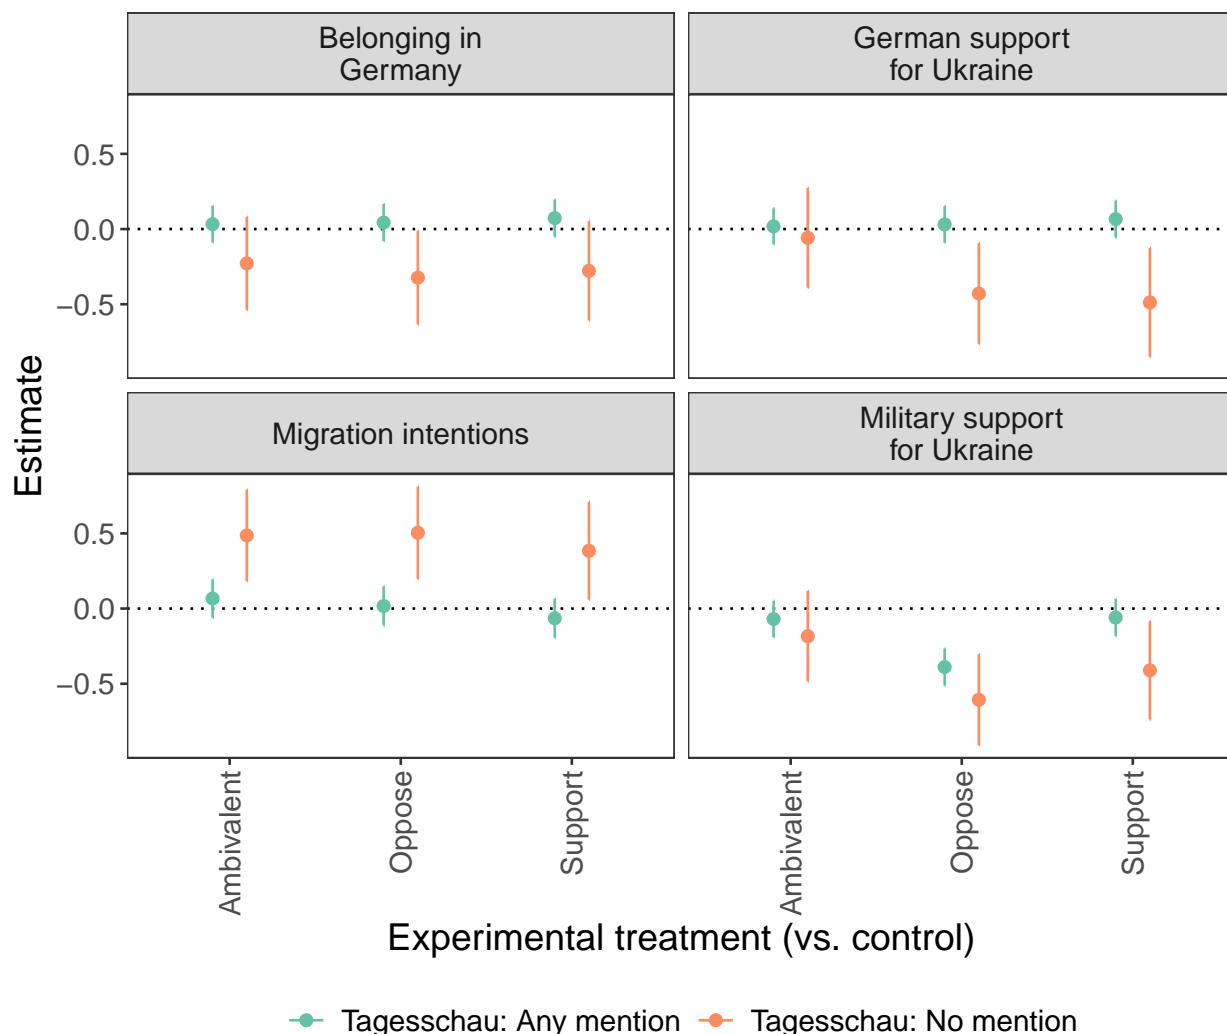 Belonging in
Germany
German support
for Ukraine
0.5
0.0
−0.5
Migration intentions
Military support
for Ukraine
0.5
0.0
−0.5
Estimate
Ambivalent
Oppose
Support
Ambivalent
Oppose
Support
Experimental treatment (vs. control)
Tagesschau: Any mention
Tagesschau: No mention